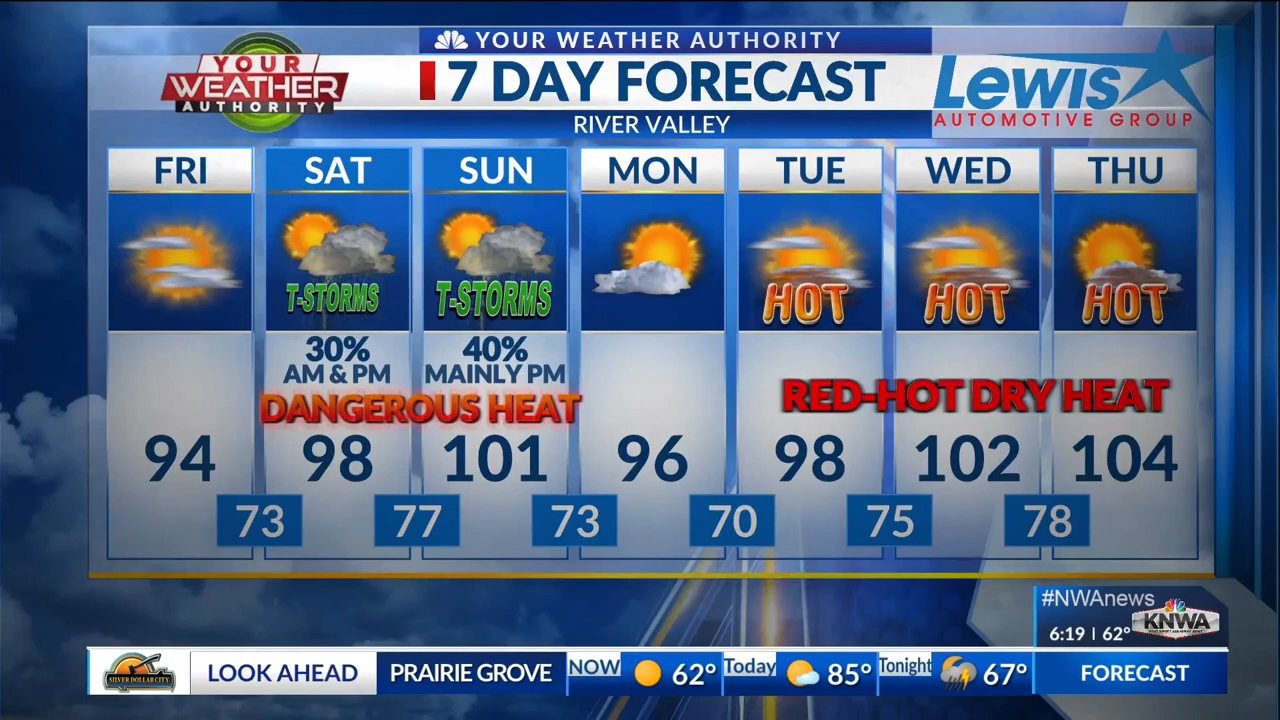 YOUR WEATHER AUTHORITY
YOUR
WEATHER
AUTHORITY
7 DAY FORECAST
Lewis
AUTOMOTIVE GROUP
RIVER VALLEY
FRI SAT SUN MON TUE WED THU
T-STORMS T-STORMS HOT HOT HOT
30% 40%
AM & PM MAINLY PM
DANGEROUS HEAT RED-HOT DRY HEAT
94 98 101 96 98 102 104
73 77 73 70 75 78
#NWAnews
KNWA
6:19 | 62°
SILVER DOLLAR CITY LOOK AHEAD PRAIRIE GROVE NOW 62° Today 85° Tonight 67° FORECAST